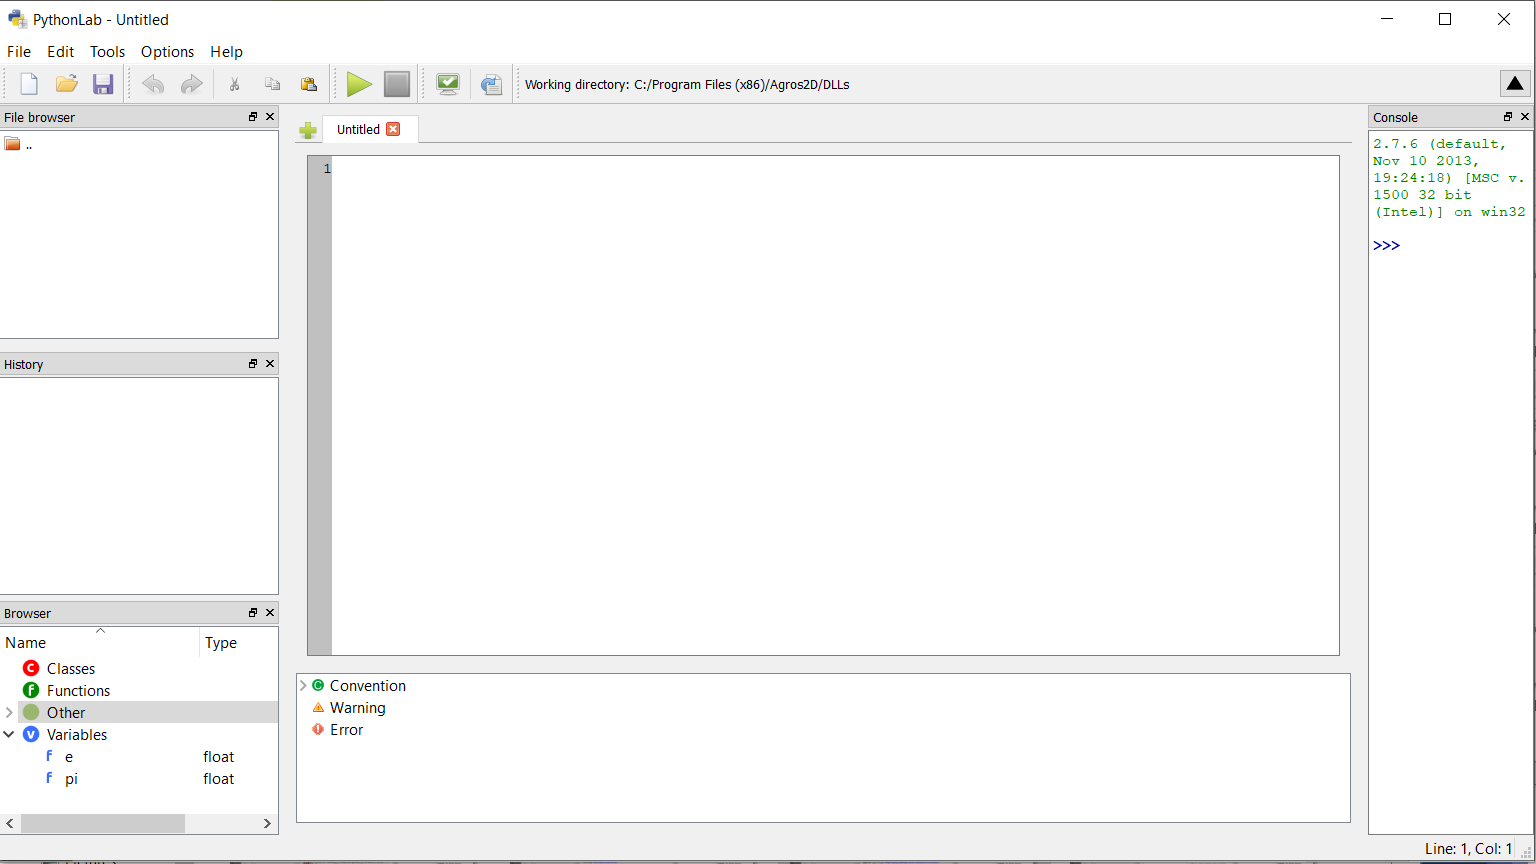 PythonLab - Untitled
File Edit Tools Options Help
Working directory: C:/Program Files (x86)/Agros2D/DLLs
File browser
..
History
Browser
Name Type
Classes
Functions
Other
Variables
e float
pi float
Untitled
1
Convention
Warning
Error
Console
2.7.6 (default,
Nov 10 2013,
19:24:18) [MSC v.
1500 32 bit
(Intel)] on win32
>>>
Line: 1, Col: 1